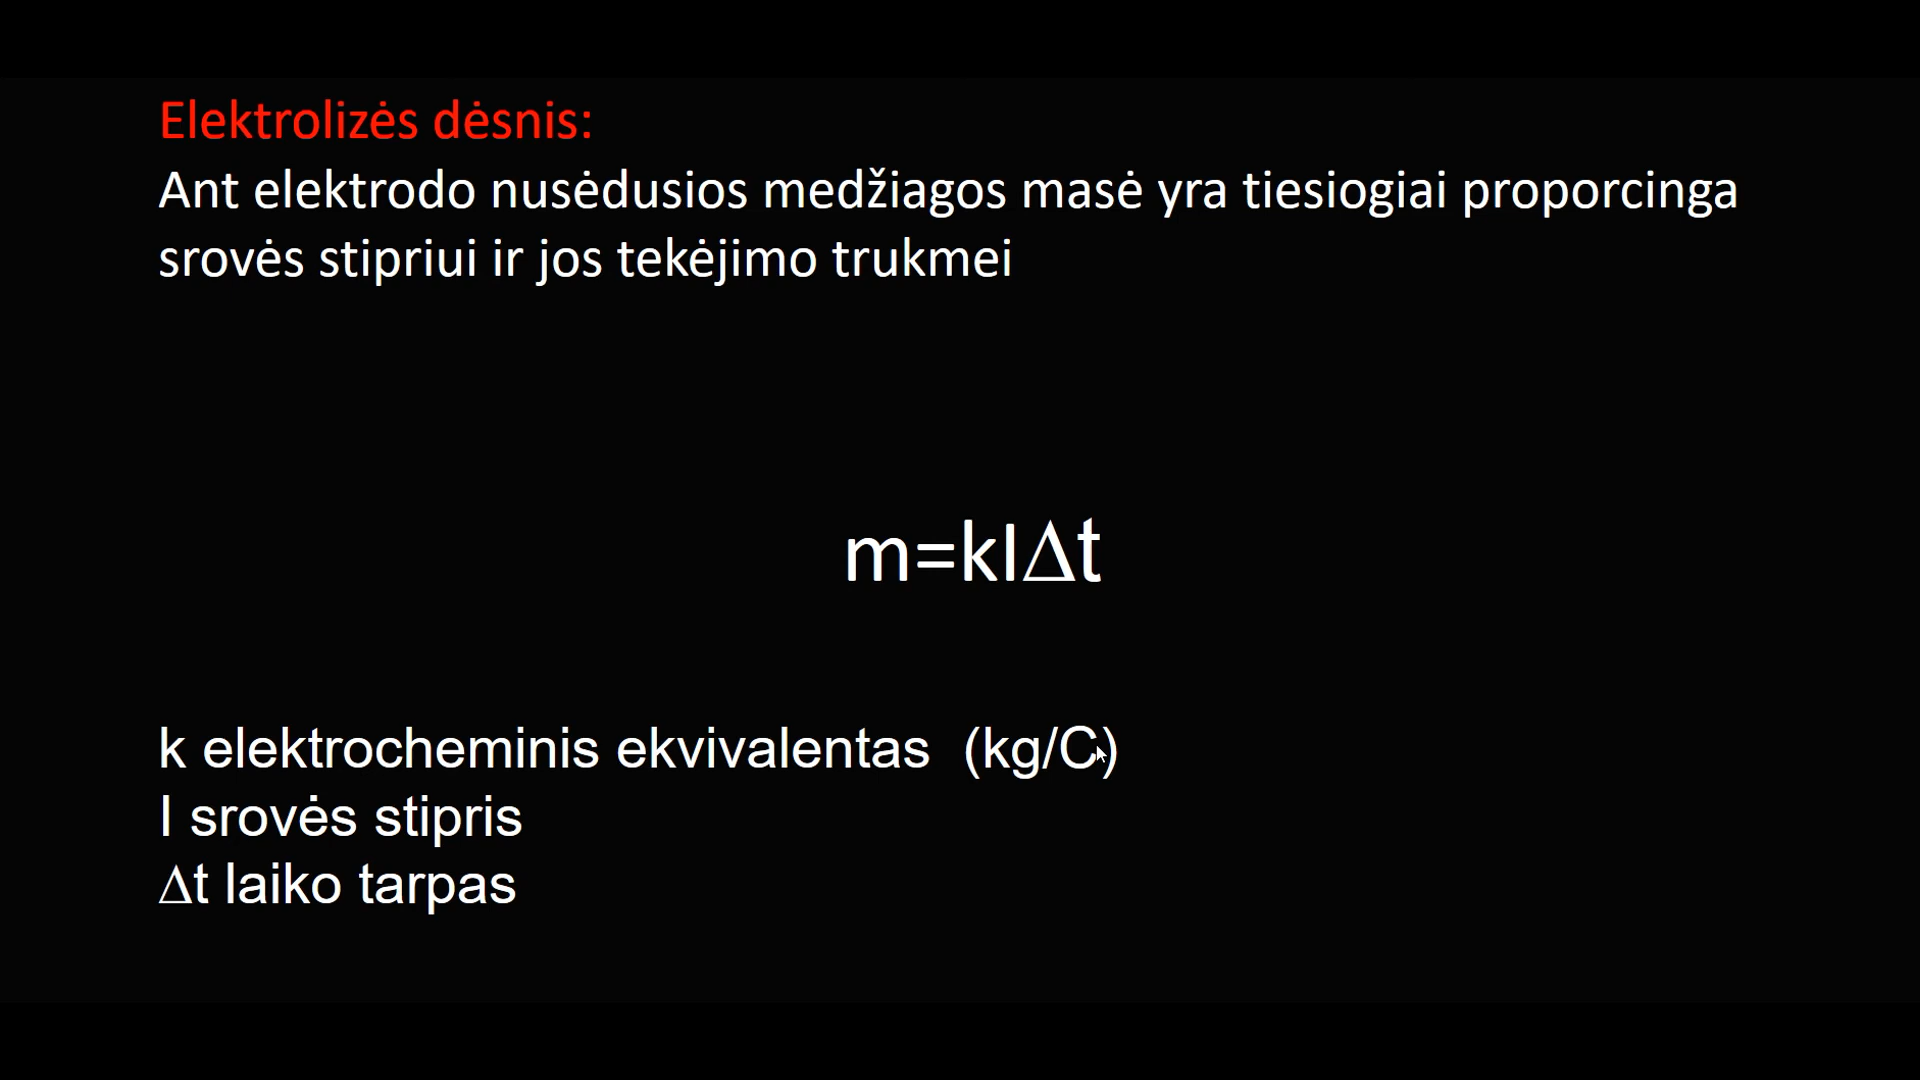 Elektrolizės dėsnis:
Ant elektrodo nusėdusios medžiagos masė yra tiesiogiai proporcinga
srovės stipriui ir jos tekėjimo trukmei
m=kIΔt
k elektrocheminis ekvivalentas (kg/C)
I srovės stipris
Δt laiko tarpas